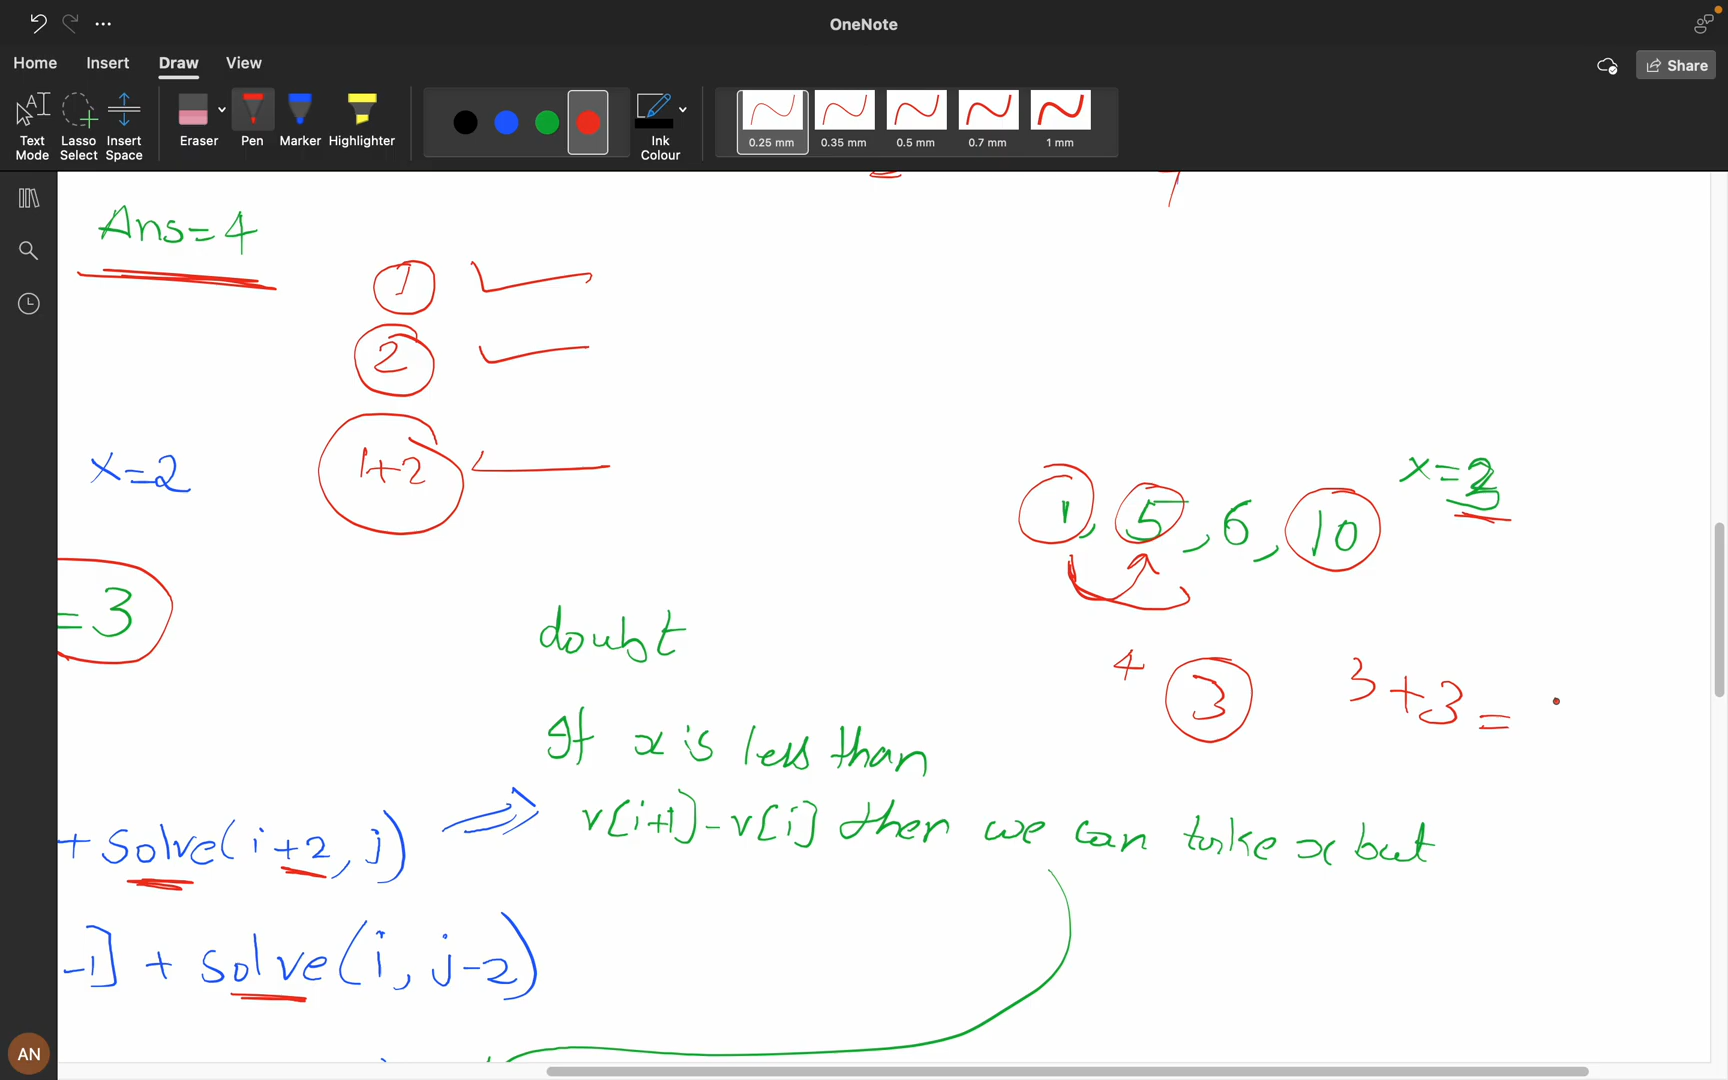 OneNote
Home Insert Draw View
Share
Text Mode
Lasso Select
Insert Space
Eraser
Pen
Marker
Highlighter
Ink Colour
0.25 mm
0.35 mm
0.5 mm
0.7 mm
1 mm
Ans=4
1
2
x=2
1+2
1, 5, 6, 10
x=2
= 3
doubt
4 3
3+3=
If x is less than
v[i+1]-v[i] then we can take x but
+ solve(i+2, j)
-1] + solve(i, j-2)
AN